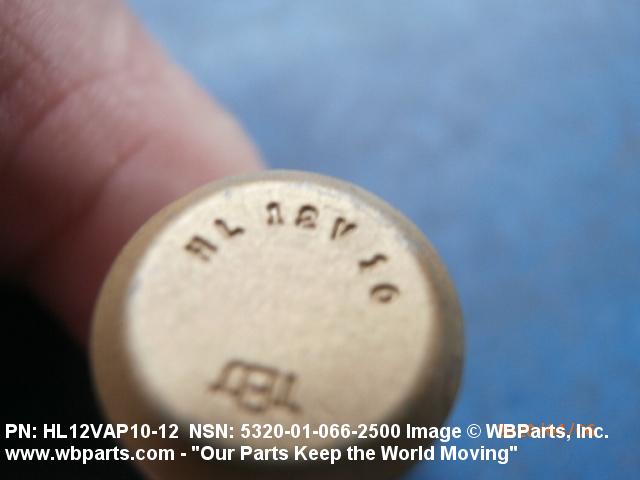 HL 12V 10
PN: HL12VAP10-12 NSN: 5320-01-066-2500 Image © WBParts, Inc.
www.wbparts.com - "Our Parts Keep the World Moving"